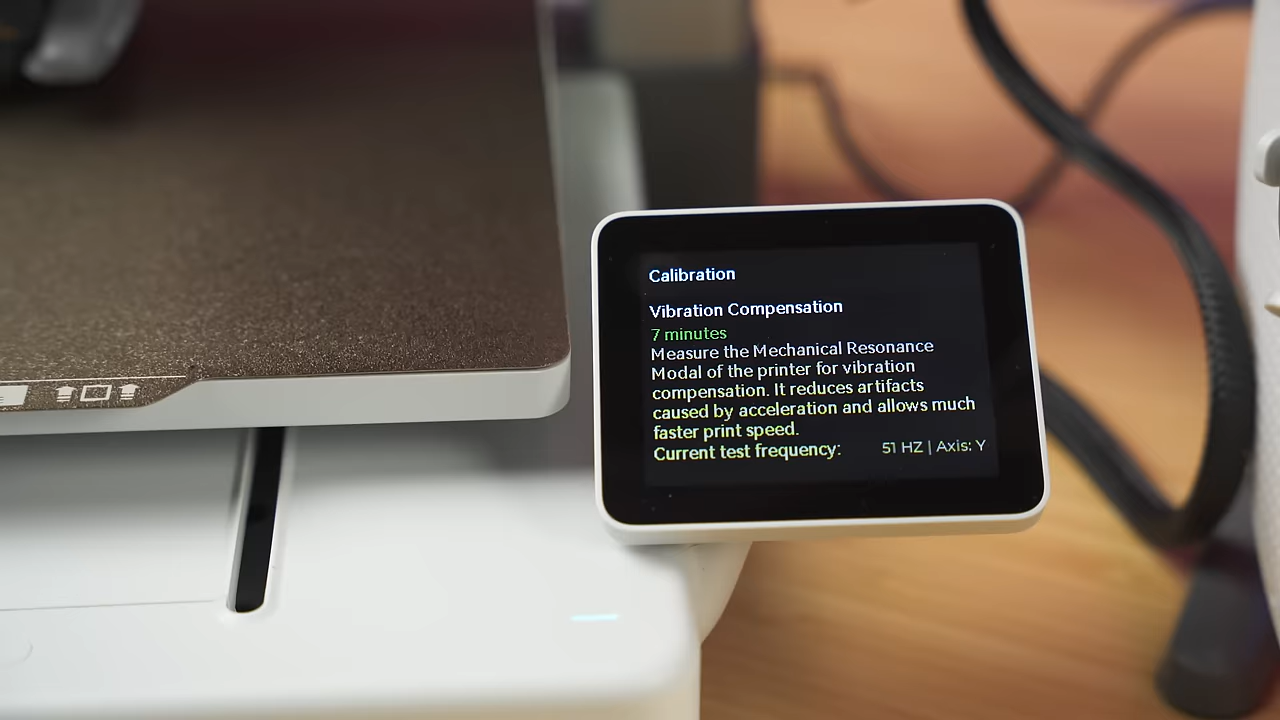 Calibration
Vibration Compensation
7 minutes
Measure the Mechanical Resonance
Modal of the printer for vibration
compensation. It reduces artifacts
caused by acceleration and allows much
faster print speed.
Current test frequency: 51 HZ | Axis: Y